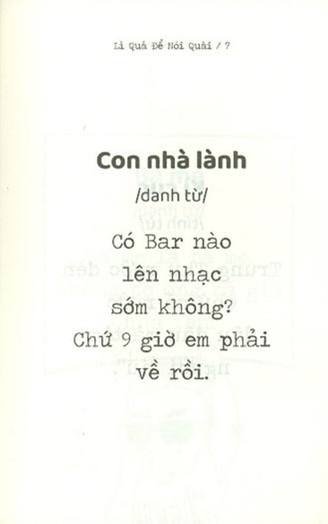 Lì Quá Để Nói Quài / 7
Con nhà lành
/danh từ/
Có Bar nào
lên nhạc
sớm không?
Chứ 9 giờ em phải
về rồi.